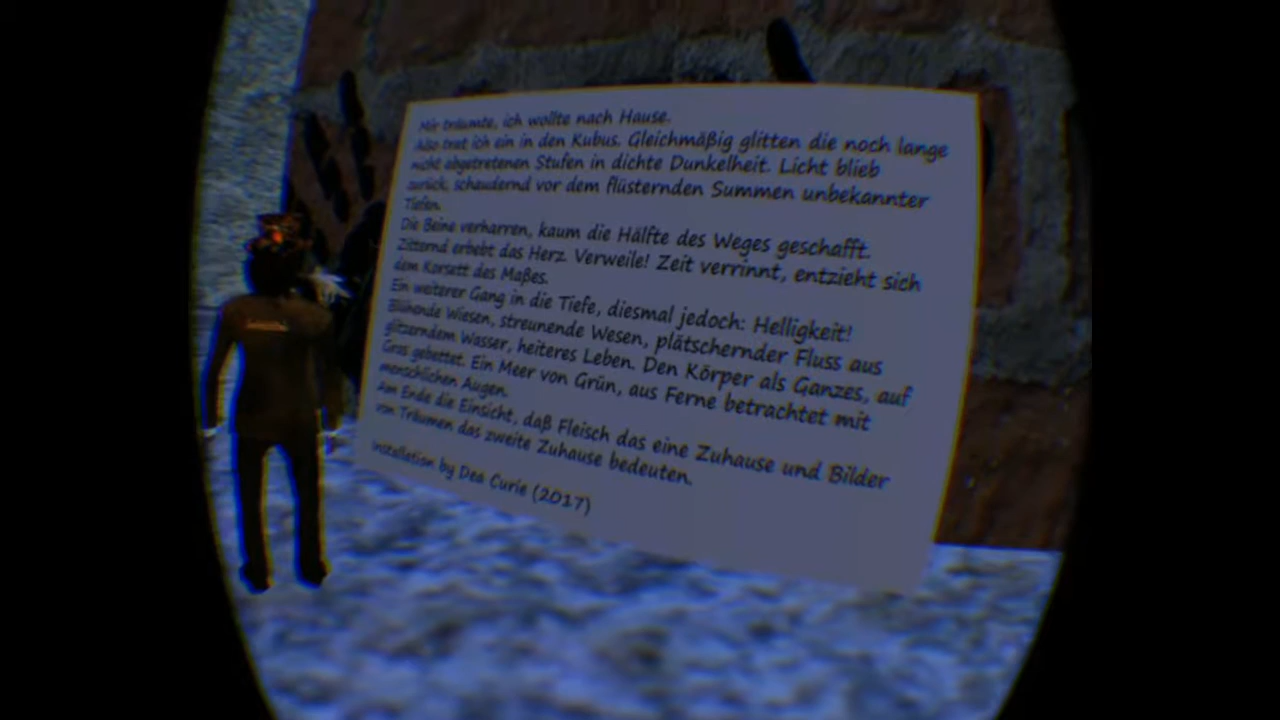 Mir träumte, ich wollte nach Hause.
Also trat ich ein in den Kubus. Gleichmäßig glitten die noch lange
nicht abgetretenen Stufen in dichte Dunkelheit. Licht blieb
zurück, schaudernd vor dem flüsternden Summen unbekannter
Tiefen.
Die Beine verharren, kaum die Hälfte des Weges geschafft.
Zitternd erbebt das Herz. Verweile! Zeit verrinnt, entzieht sich
dem Korsett des Maßes.
Ein weiterer Gang in die Tiefe, diesmal jedoch: Helligkeit!
Blühende Wiesen, streunende Wesen, plätschernder Fluss aus
glitzerndem Wasser, heiteres Leben. Den Körper als Ganzes, auf
Gras gebettet. Ein Meer von Grün, aus Ferne betrachtet mit
menschlichen Augen.
Am Ende die Einsicht, daß Fleisch das eine Zuhause und Bilder
von Träumen das zweite Zuhause bedeuten.
Installation by Dea Curie (2017)